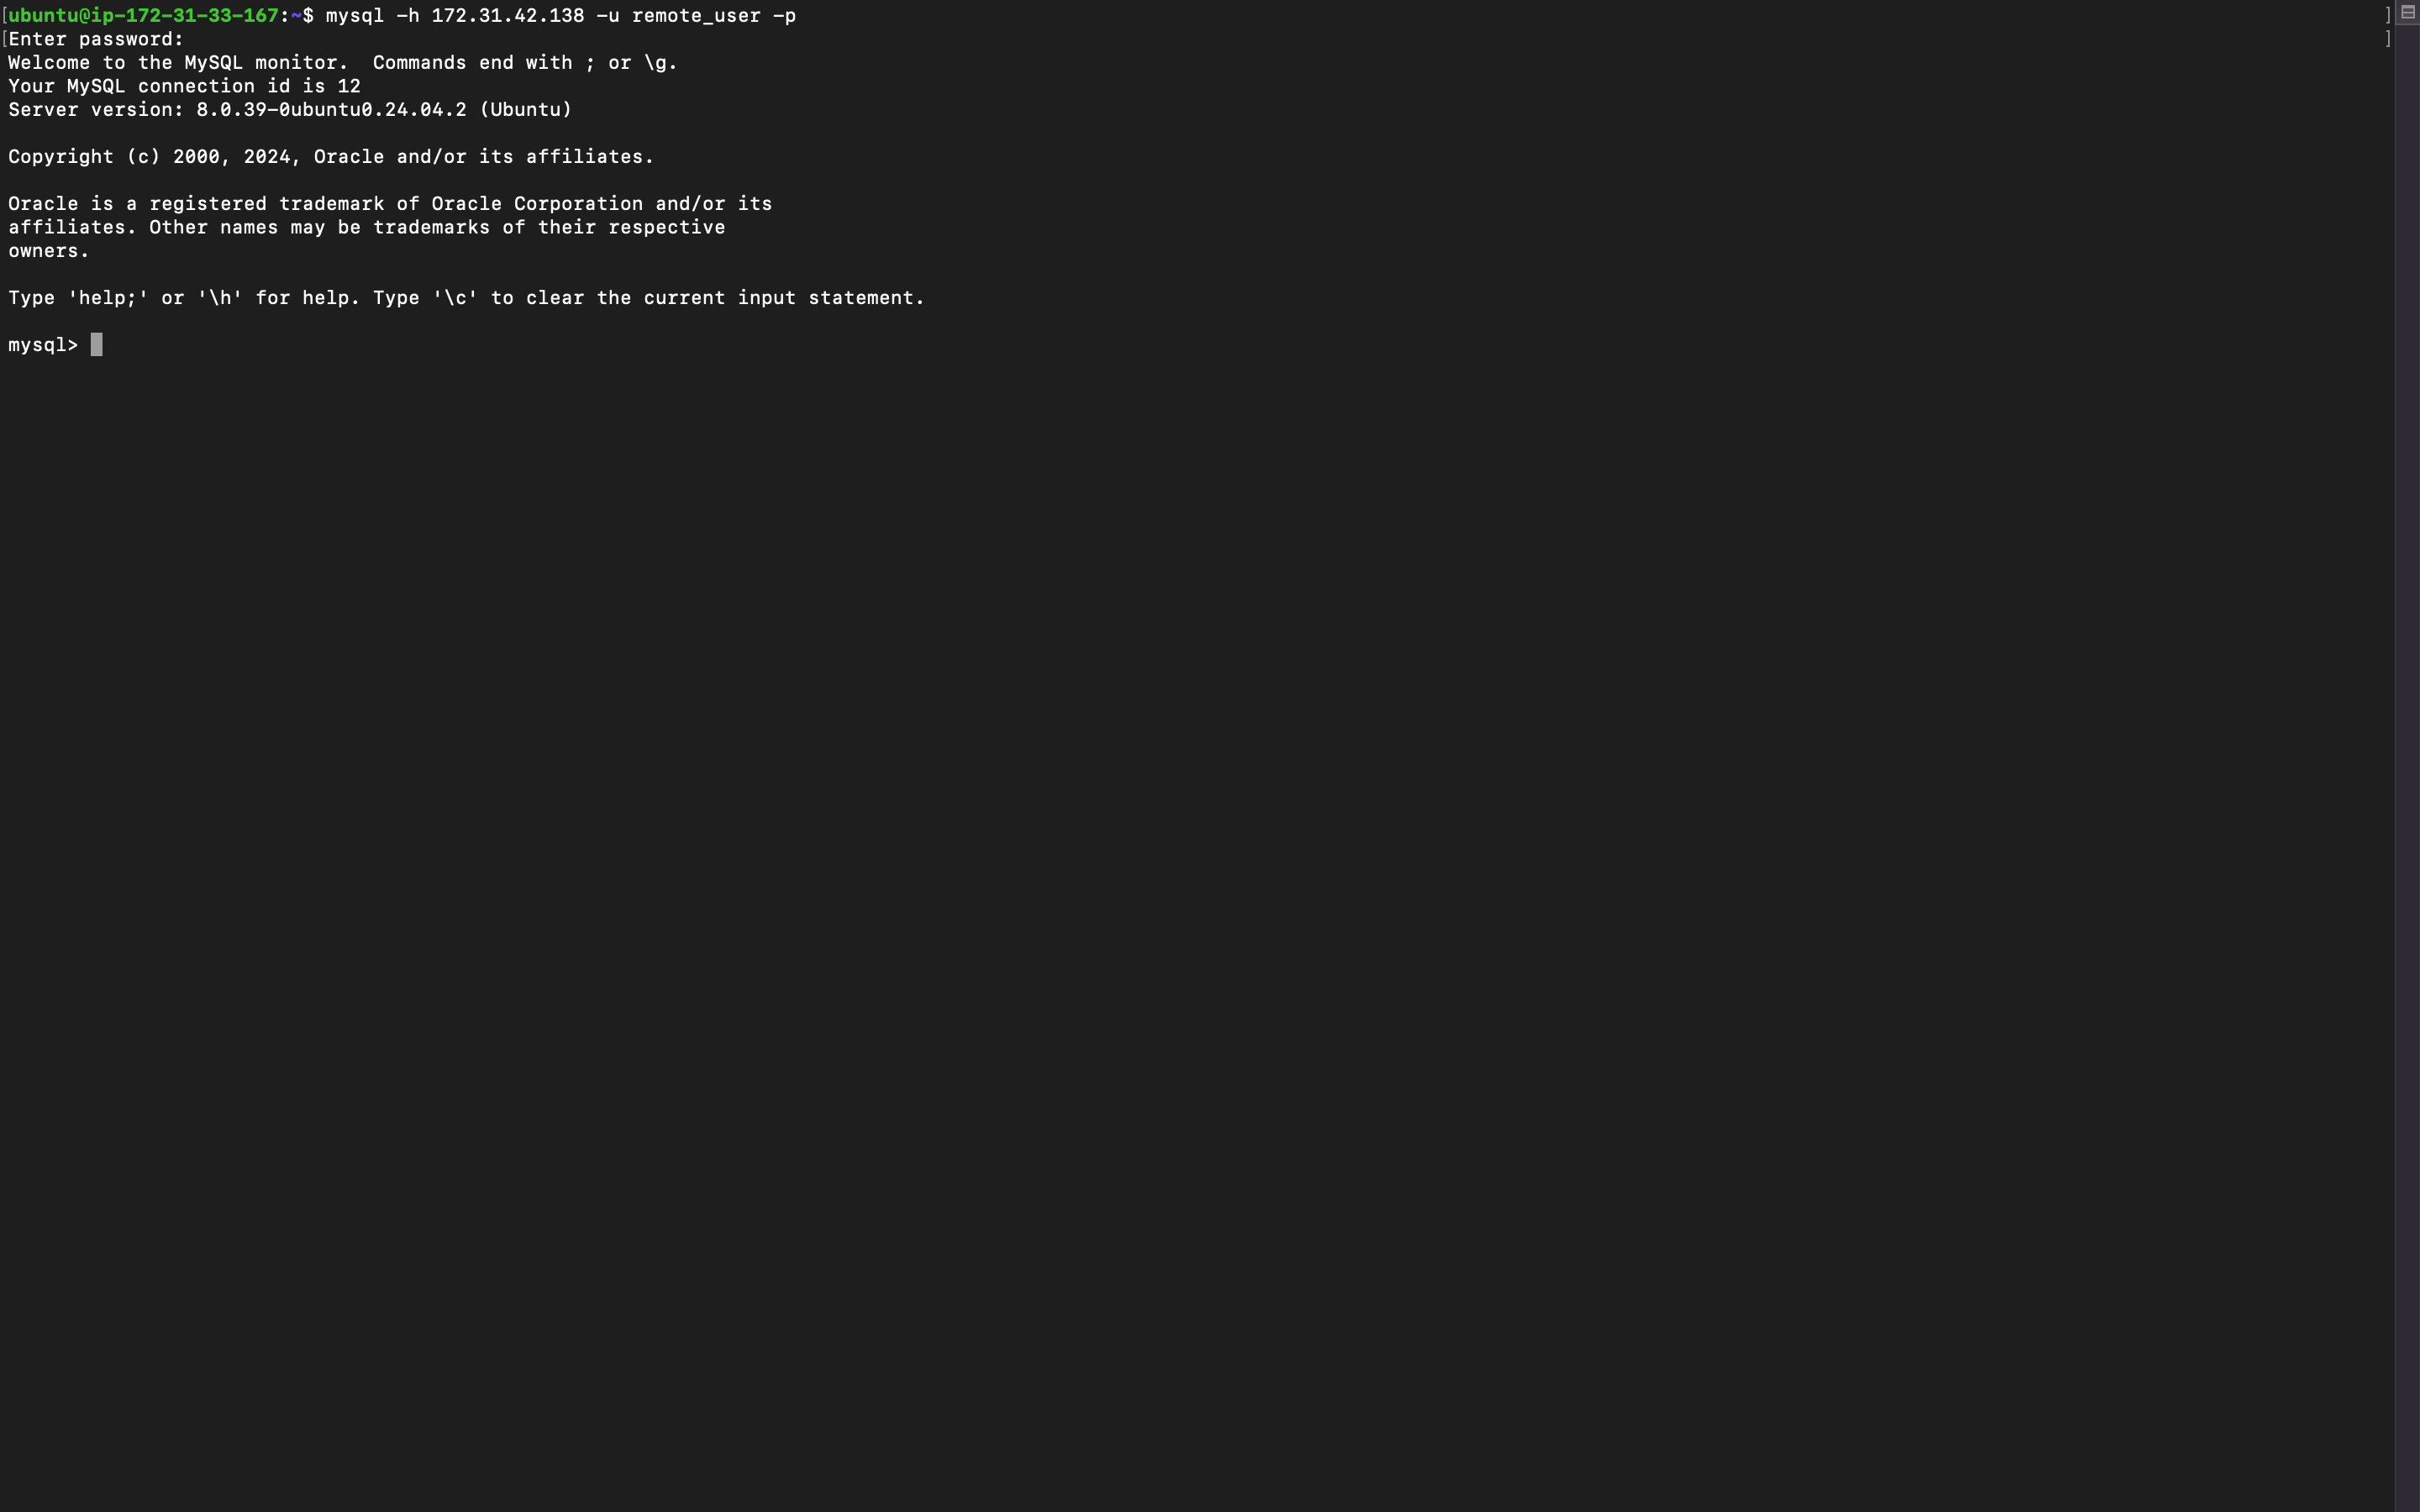 [ubuntu@ip-172-31-33-167:~$ mysql -h 172.31.42.138 -u remote_user -p ]
[Enter password: ]
Welcome to the MySQL monitor.  Commands end with ; or \g.
Your MySQL connection id is 12
Server version: 8.0.39-0ubuntu0.24.04.2 (Ubuntu)
Copyright (c) 2000, 2024, Oracle and/or its affiliates.
Oracle is a registered trademark of Oracle Corporation and/or its
affiliates. Other names may be trademarks of their respective
owners.
Type 'help;' or '\h' for help. Type '\c' to clear the current input statement.
mysql>